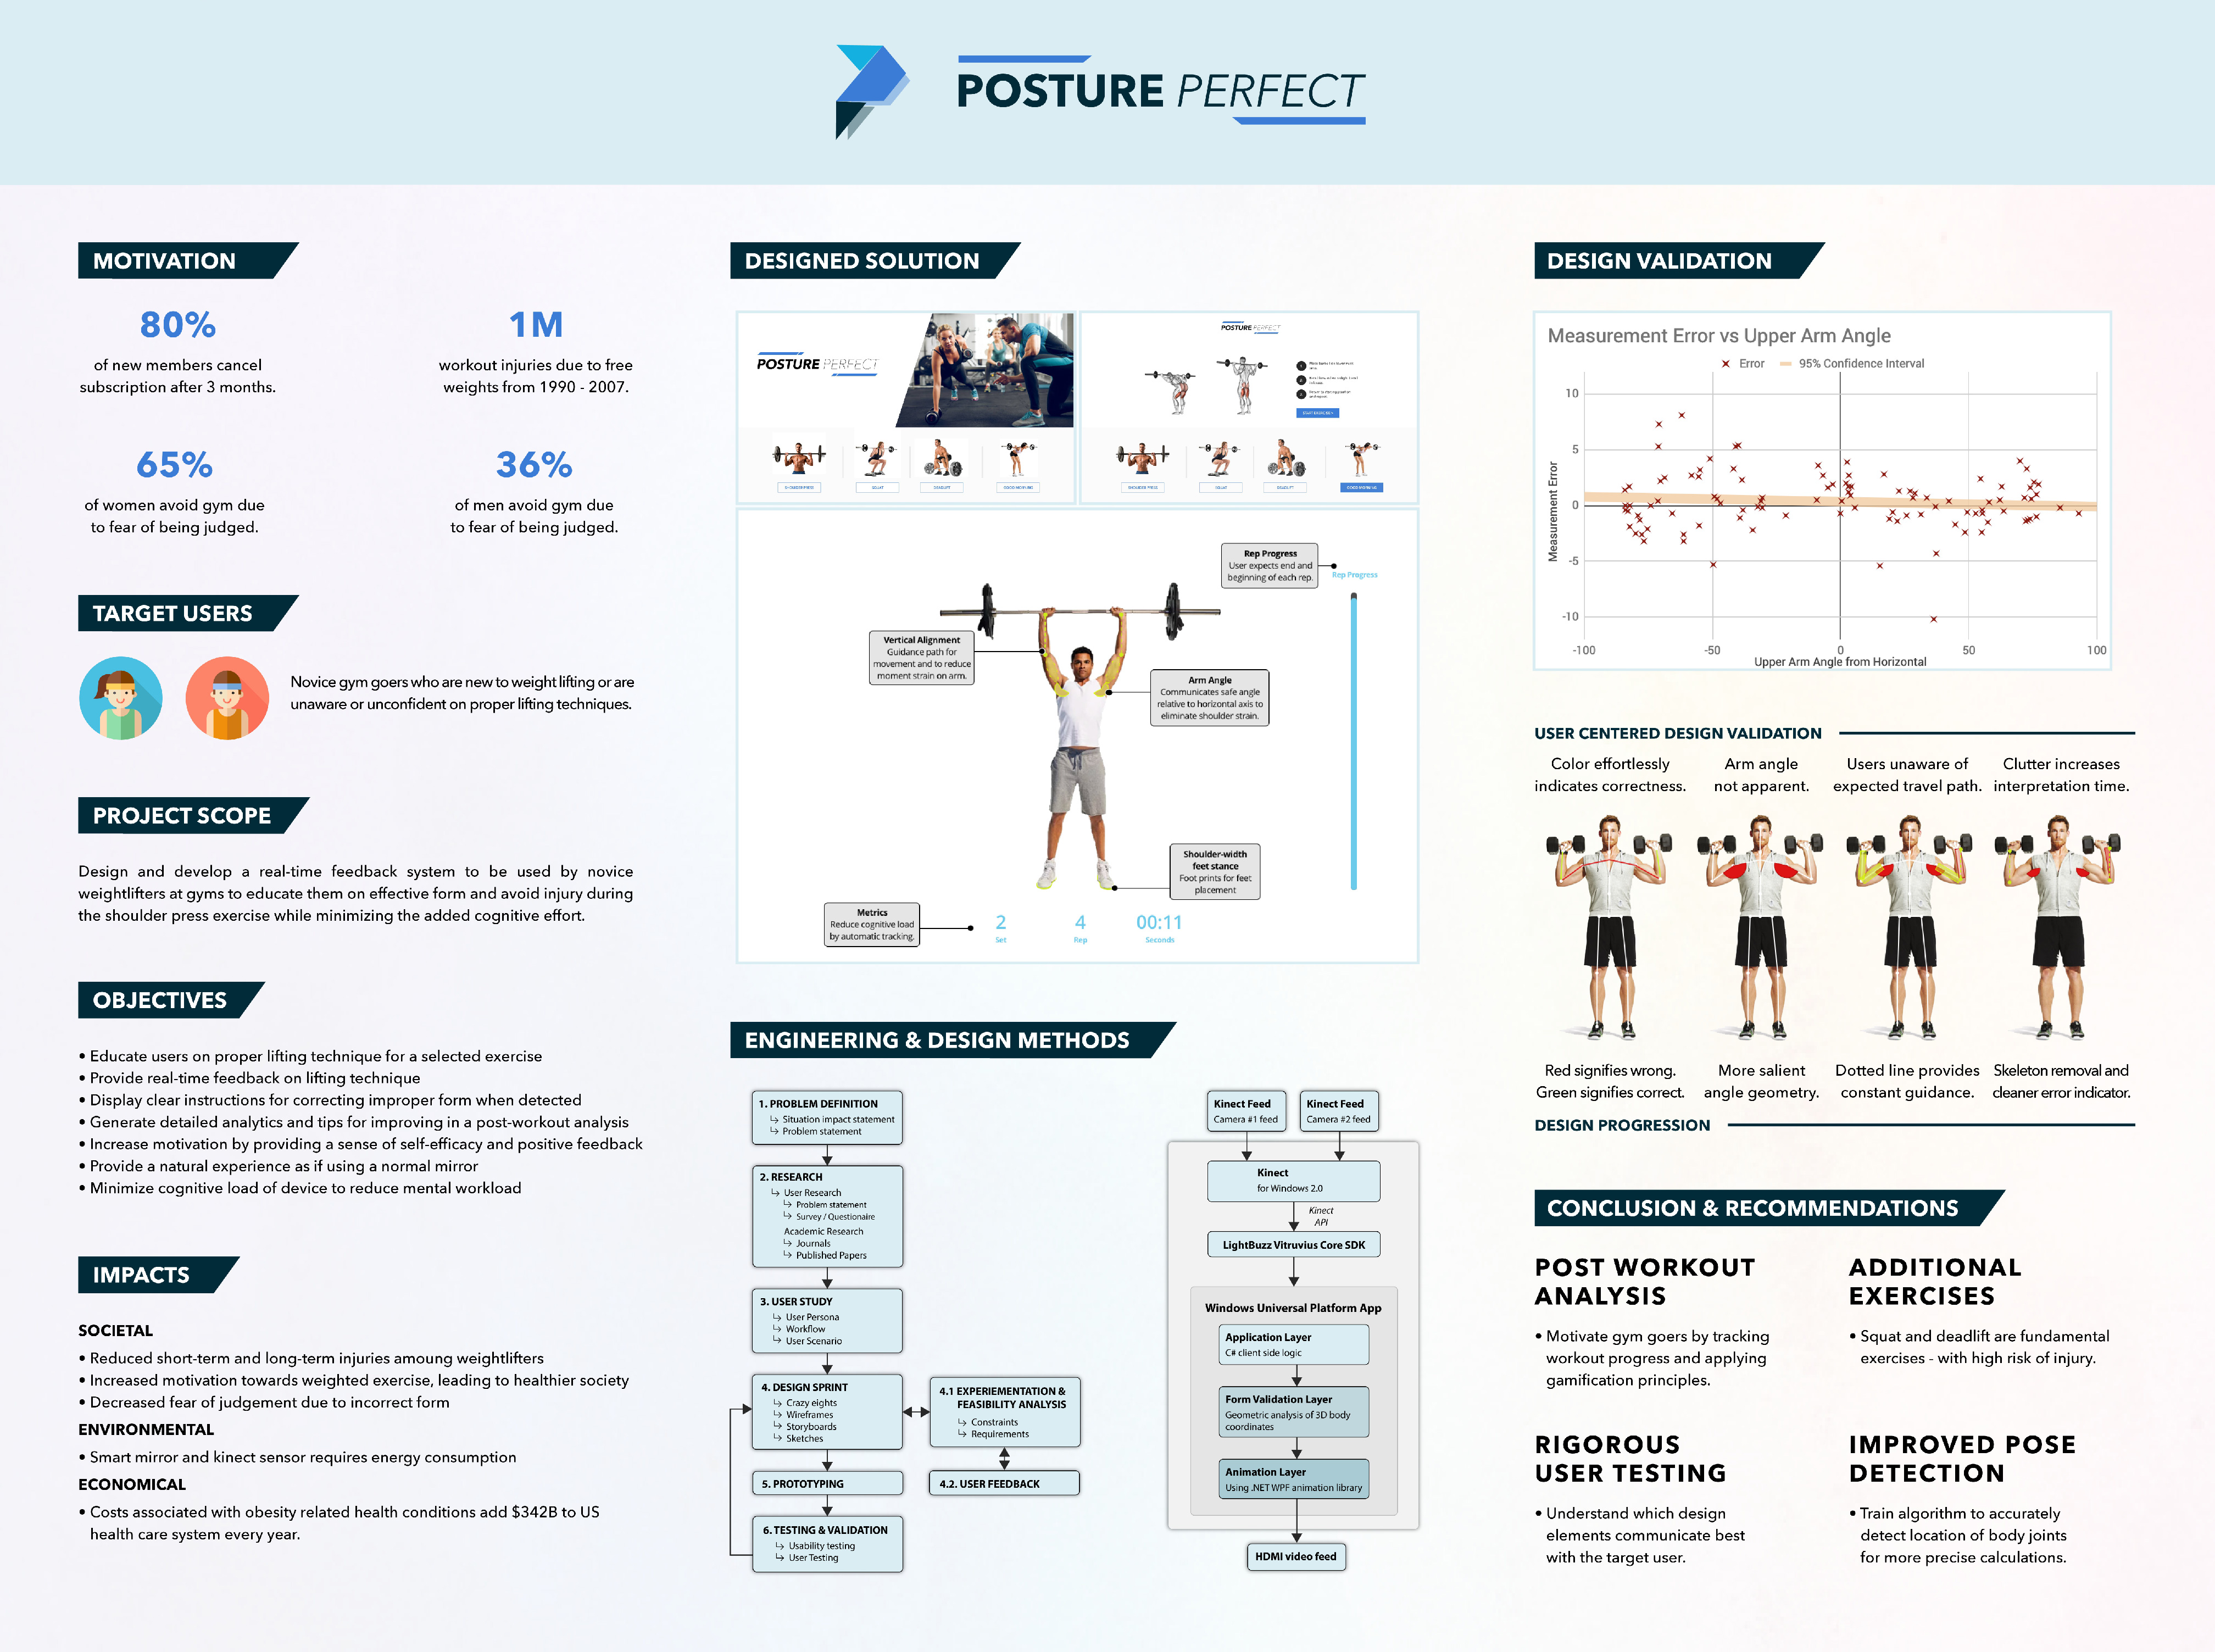 POSTURE PERFECT
MOTIVATION
80%
of new members cancel
subscription after 3 months.
1M
workout injuries due to free
weights from 1990 - 2007.
65%
of women avoid gym due
to fear of being judged.
36%
of men avoid gym due
to fear of being judged.
TARGET USERS
Novice gym goers who are new to weight lifting or are
unaware or unconfident on proper lifting techniques.
PROJECT SCOPE
Design and develop a real-time feedback system to be used by novice
weightlifters at gyms to educate them on effective form and avoid injury during
the shoulder press exercise while minimizing the added cognitive effort.
OBJECTIVES
• Educate users on proper lifting technique for a selected exercise
• Provide real-time feedback on lifting technique
• Display clear instructions for correcting improper form when detected
• Generate detailed analytics and tips for improving in a post-workout analysis
• Increase motivation by providing a sense of self-efficacy and positive feedback
• Provide a natural experience as if using a normal mirror
• Minimize cognitive load of device to reduce mental workload
IMPACTS
SOCIETAL
• Reduced short-term and long-term injuries amoung weightlifters
• Increased motivation towards weighted exercise, leading to healthier society
• Decreased fear of judgement due to incorrect form
ENVIRONMENTAL
• Smart mirror and kinect sensor requires energy consumption
ECONOMICAL
• Costs associated with obesity related health conditions add $342B to US
health care system every year.
DESIGNED SOLUTION
POSTURE PERFECT
SHOULDER PRESS
SQUAT
DEADLIFT
GOOD MORNING
POSTURE PERFECT
SHOULDER PRESS
SQUAT
DEADLIFT
GOOD MORNING
Rep Progress
User expects end and
beginning of each rep.
Rep Progress
Vertical Alignment
Guidance path for
movement and to reduce
moment strain on arm.
Arm Angle
Communicates safe angle
relative to horizontal axis to
eliminate shoulder strain.
Shoulder-width
feet stance
Foot prints for feet
placement
Metrics
Reduce cognitive load
by automatic tracking.
2
Set
4
Rep
00:11
Seconds
ENGINEERING & DESIGN METHODS
1. PROBLEM DEFINITION
↳ Situation impact statement
↳ Problem statement
2. RESEARCH
↳ User Research
↳ Problem statement
↳ Survey / Questionaire
Academic Research
↳ Journals
↳ Published Papers
3. USER STUDY
↳ User Persona
↳ Workflow
↳ User Scenario
4. DESIGN SPRINT
↳ Crazy eights
↳ Wireframes
↳ Storyboards
↳ Sketches
4.1 EXPERIEMENTATION &
FEASIBILITY ANALYSIS
↳ Constraints
↳ Requirements
4.2. USER FEEDBACK
5. PROTOTYPING
6. TESTING & VALIDATION
↳ Usability testing
↳ User Testing
Kinect Feed
Camera #1 feed
Kinect Feed
Camera #2 feed
Kinect
for Windows 2.0
Kinect
API
LightBuzz Vitruvius Core SDK
Windows Universal Platform App
Application Layer
C# client side logic
Form Validation Layer
Geometric analysis of 3D body
coordinates
Animation Layer
Using .NET WPF animation library
HDMI video feed
DESIGN VALIDATION
Measurement Error vs Upper Arm Angle
Error 95% Confidence Interval
Measurement Error
10
5
0
-5
-10
-100 -50 0 50 100
Upper Arm Angle from Horizontal
USER CENTERED DESIGN VALIDATION
Color effortlessly
indicates correctness.
Arm angle
not apparent.
Users unaware of
expected travel path.
Clutter increases
interpretation time.
Red signifies wrong.
Green signifies correct.
More salient
angle geometry.
Dotted line provides
constant guidance.
Skeleton removal and
cleaner error indicator.
DESIGN PROGRESSION
CONCLUSION & RECOMMENDATIONS
POST WORKOUT
ANALYSIS
• Motivate gym goers by tracking
workout progress and applying
gamification principles.
ADDITIONAL
EXERCISES
• Squat and deadlift are fundamental
exercises - with high risk of injury.
RIGOROUS
USER TESTING
• Understand which design
elements communicate best
with the target user.
IMPROVED POSE
DETECTION
• Train algorithm to accurately
detect location of body joints
for more precise calculations.